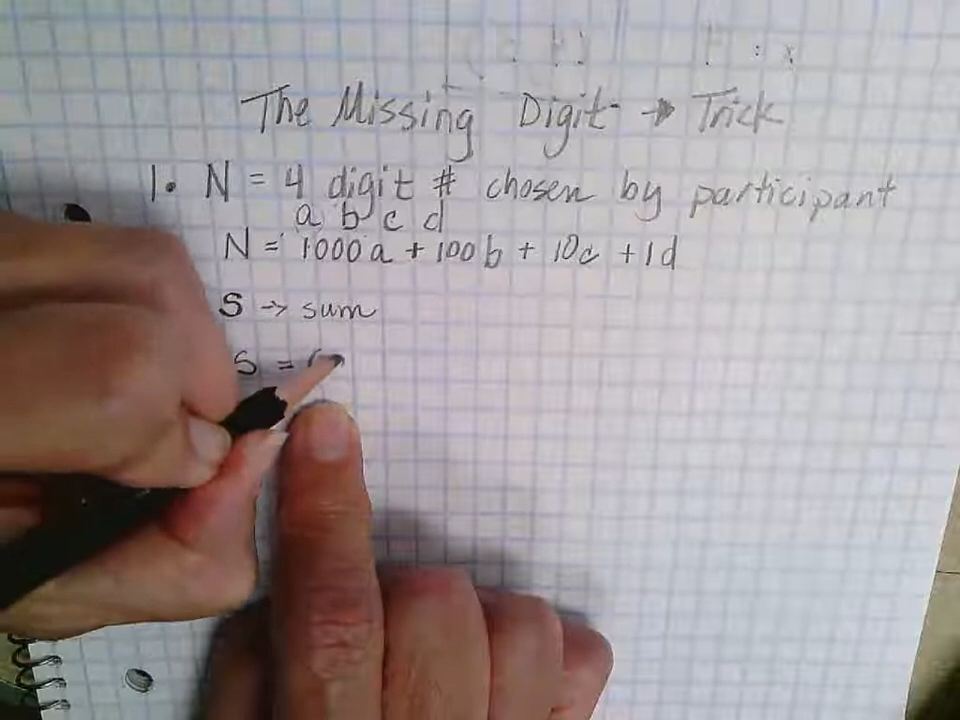 The Missing Digit → Trick
1. N = 4 digit # chosen by participant
a b c d
N = 1000a + 100b + 10c + 1d
S → sum
S = (